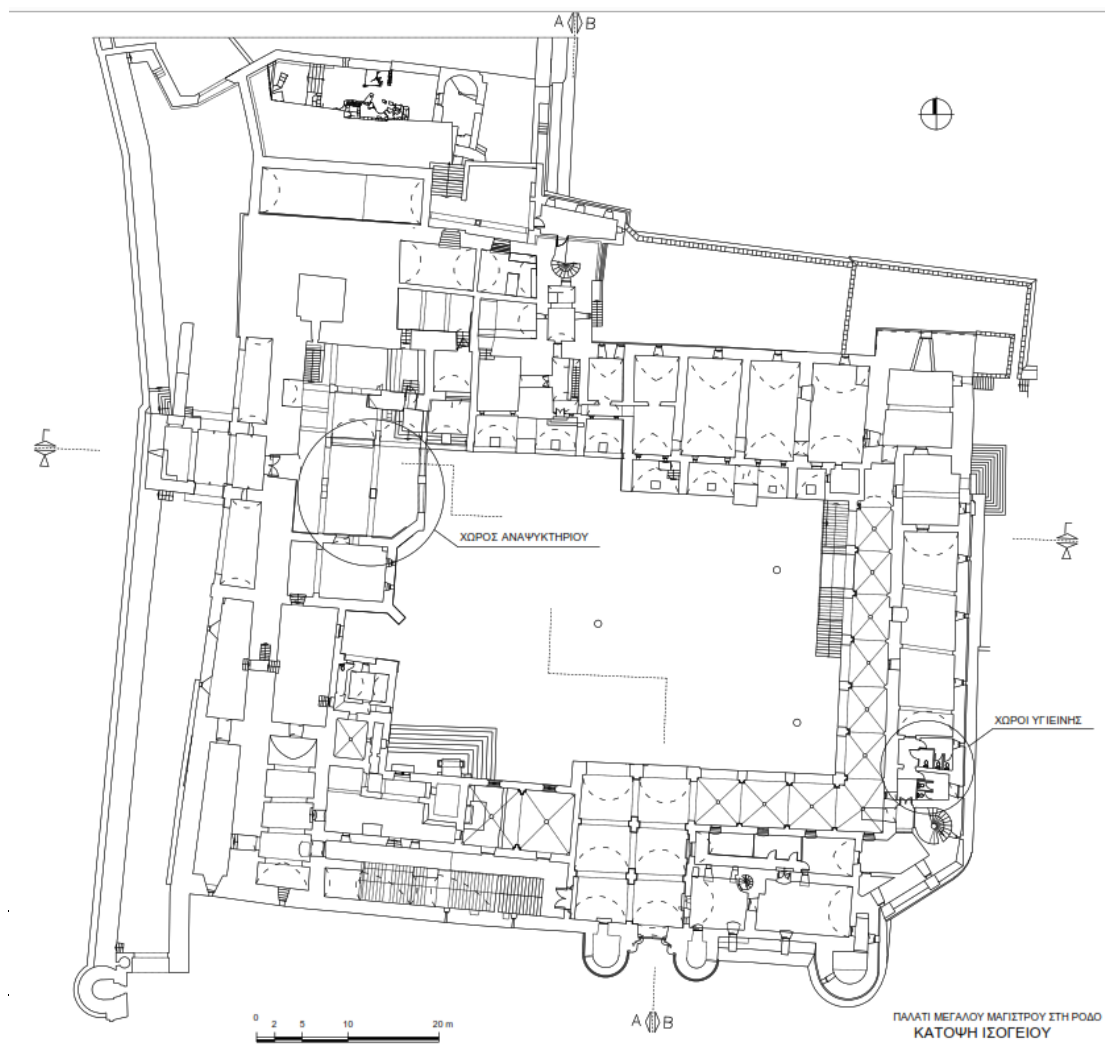 A B
ΧΩΡΟΣ ΑΝΑΨΥΚΤΗΡΙΟΥ
Γ
Γ
ΧΩΡΟΙ ΥΓΙΕΙΝΗΣ
0 2 5 10 20 m
A B
ΠΑΛΑΤΙ ΜΕΓΑΛΟΥ ΜΑΓΙΣΤΡΟΥ ΣΤΗ ΡΟΔΟ
ΚΑΤΟΨΗ ΙΣΟΓΕΙΟΥ